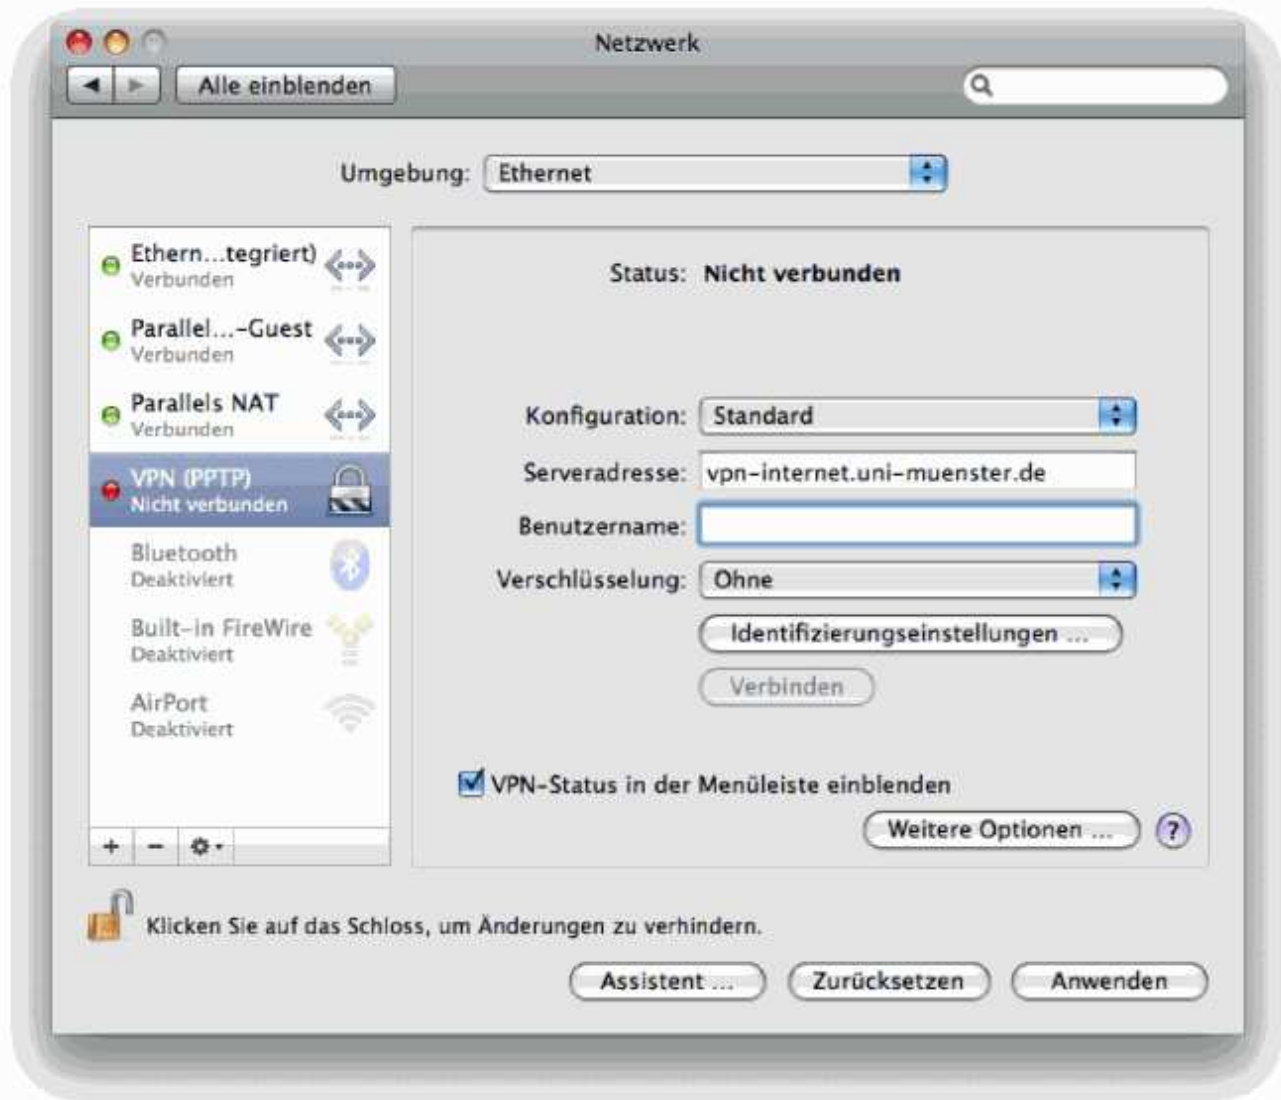 Netzwerk
Alle einblenden
Umgebung: Ethernet
Ethern...tegriert)
Verbunden
Parallel...-Guest
Verbunden
Parallels NAT
Verbunden
VPN (PPTP)
Nicht verbunden
Bluetooth
Deaktiviert
Built-in FireWire
Deaktiviert
AirPort
Deaktiviert
Status: Nicht verbunden
Konfiguration: Standard
Serveradresse: vpn-internet.uni-muenster.de
Benutzername:
Verschlüsselung: Ohne
Identifizierungseinstellungen ...
Verbinden
VPN-Status in der Menüleiste einblenden
Weitere Optionen ... ?
Klicken Sie auf das Schloss, um Änderungen zu verhindern.
Assistent ... Zurücksetzen Anwenden